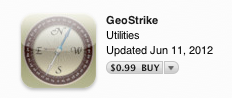 GeoStrike
Utilities
Updated Jun 11, 2012
$0.99 BUY
N
E W
S